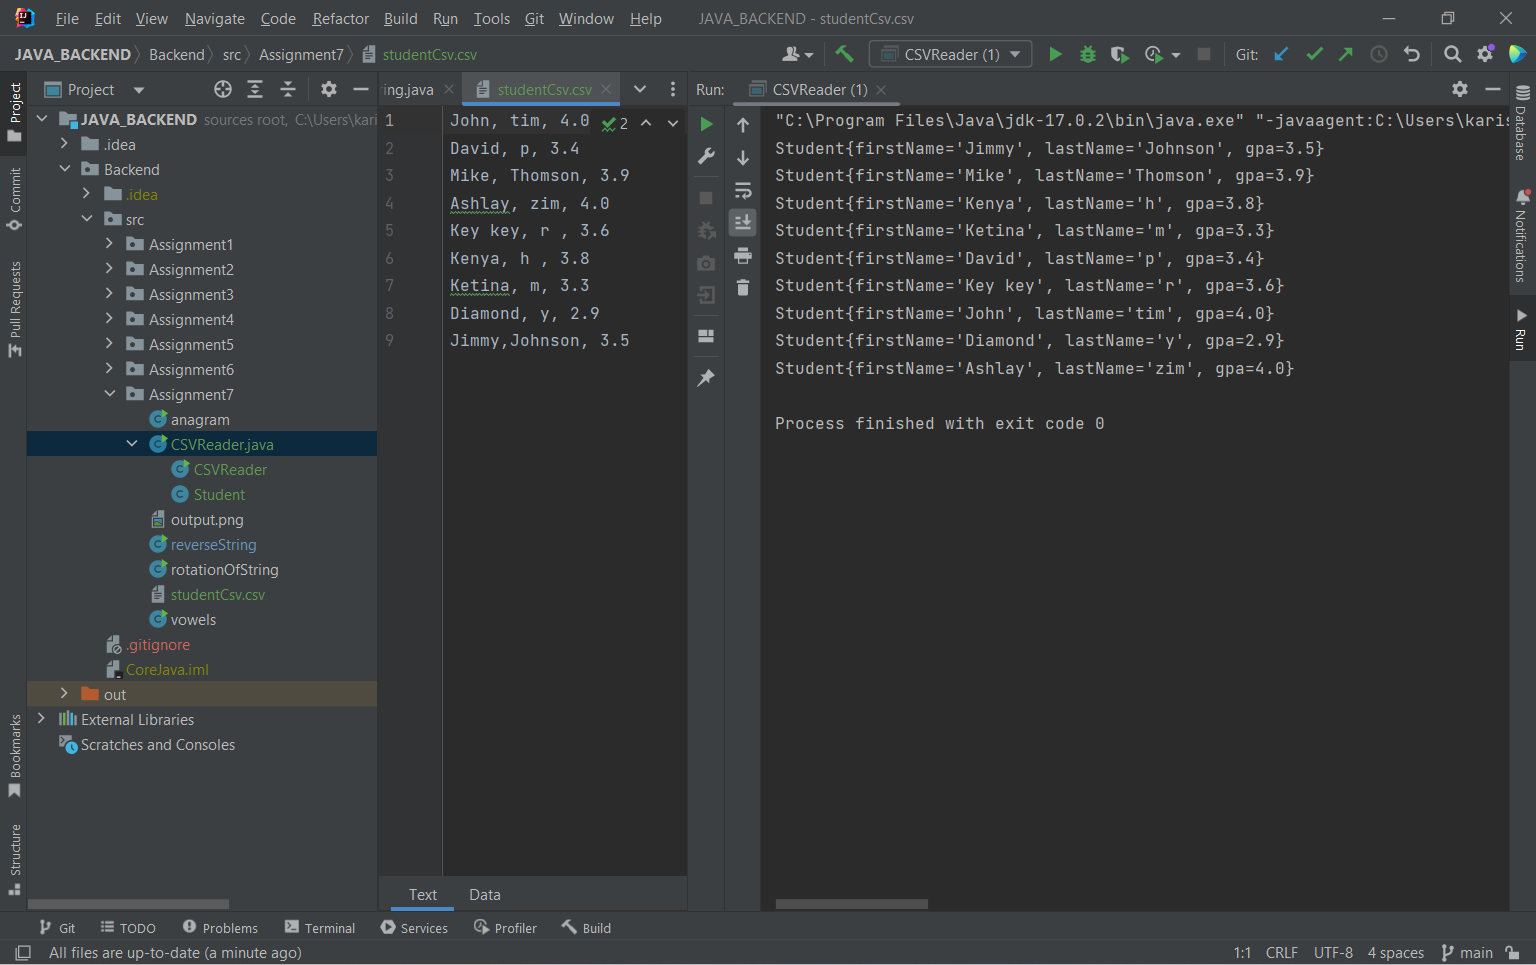 File Edit View Navigate Code Refactor Build Run Tools Git Window Help JAVA_BACKEND - studentCsv.csv
JAVA_BACKEND Backend src Assignment7 studentCsv.csv CSVReader (1) Git:
Project
Commit
Pull Requests
Bookmarks
Structure
Project
JAVA_BACKEND sources root, C:\Users\kari
.idea
Backend
.idea
src
Assignment1
Assignment2
Assignment3
Assignment4
Assignment5
Assignment6
Assignment7
anagram
CSVReader.java
CSVReader
Student
output.png
reverseString
rotationOfString
studentCsv.csv
vowels
.gitignore
CoreJava.iml
out
External Libraries
Scratches and Consoles
ing.java studentCsv.csv
1 John, tim, 4.0 2
2 David, p, 3.4
3 Mike, Thomson, 3.9
4 Ashlay, zim, 4.0
5 Key key, r , 3.6
6 Kenya, h , 3.8
7 Ketina, m, 3.3
8 Diamond, y, 2.9
9 Jimmy,Johnson, 3.5
Text Data
Run: CSVReader (1)
"C:\Program Files\Java\jdk-17.0.2\bin\java.exe" "-javaagent:C:\Users\karis
Student{firstName='Jimmy', lastName='Johnson', gpa=3.5}
Student{firstName='Mike', lastName='Thomson', gpa=3.9}
Student{firstName='Kenya', lastName='h', gpa=3.8}
Student{firstName='Ketina', lastName='m', gpa=3.3}
Student{firstName='David', lastName='p', gpa=3.4}
Student{firstName='Key key', lastName='r', gpa=3.6}
Student{firstName='John', lastName='tim', gpa=4.0}
Student{firstName='Diamond', lastName='y', gpa=2.9}
Student{firstName='Ashlay', lastName='zim', gpa=4.0}
Process finished with exit code 0
Database
Notifications
Run
Git TODO Problems Terminal Services Profiler Build
All files are up-to-date (a minute ago) 1:1 CRLF UTF-8 4 spaces main